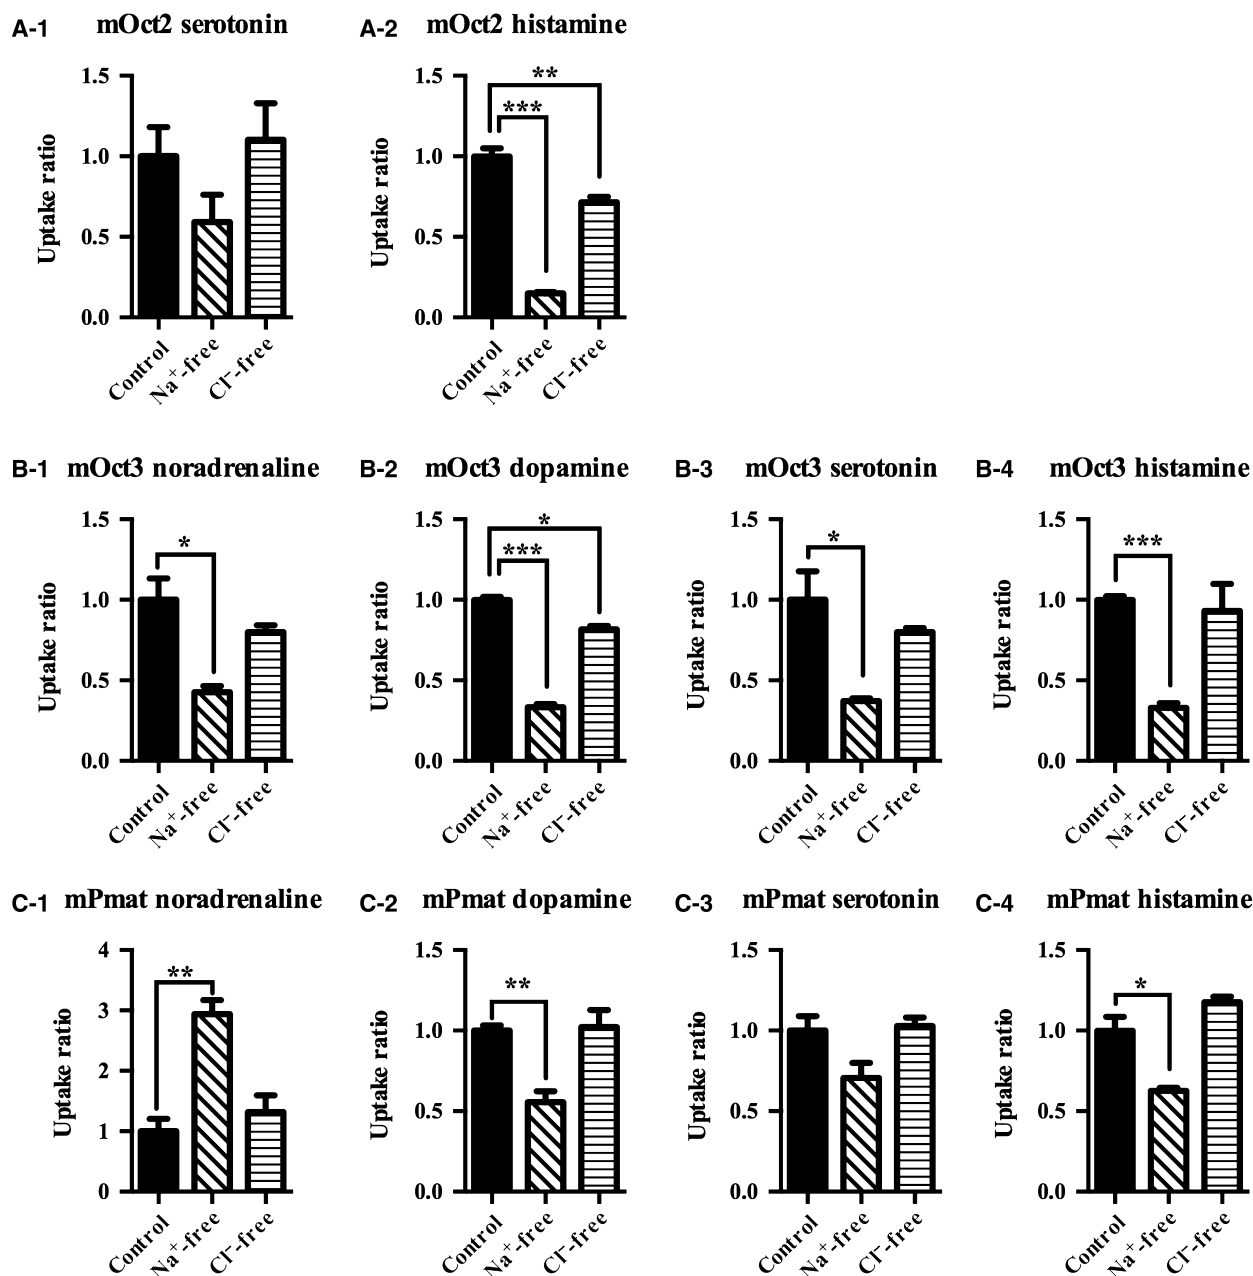 A-1 mOct2 serotonin
Uptake ratio
1.5
1.0
0.5
0.0
Control
Na⁺-free
Cl⁻-free
A-2 mOct2 histamine
Uptake ratio
1.5
1.0
0.5
0.0
**
***
Control
Na⁺-free
Cl⁻-free
B-1 mOct3 noradrenaline
Uptake ratio
1.5
1.0
0.5
0.0
*
Control
Na⁺-free
Cl⁻-free
B-2 mOct3 dopamine
Uptake ratio
1.5
1.0
0.5
0.0
*
***
Control
Na⁺-free
Cl⁻-free
B-3 mOct3 serotonin
Uptake ratio
1.5
1.0
0.5
0.0
*
Control
Na⁺-free
Cl⁻-free
B-4 mOct3 histamine
Uptake ratio
1.5
1.0
0.5
0.0
***
Control
Na⁺-free
Cl⁻-free
C-1 mPmat noradrenaline
Uptake ratio
4
3
2
1
0
**
Control
Na⁺-free
Cl⁻-free
C-2 mPmat dopamine
Uptake ratio
1.5
1.0
0.5
0.0
**
Control
Na⁺-free
Cl⁻-free
C-3 mPmat serotonin
Uptake ratio
1.5
1.0
0.5
0.0
Control
Na⁺-free
Cl⁻-free
C-4 mPmat histamine
Uptake ratio
1.5
1.0
0.5
0.0
*
Control
Na⁺-free
Cl⁻-free